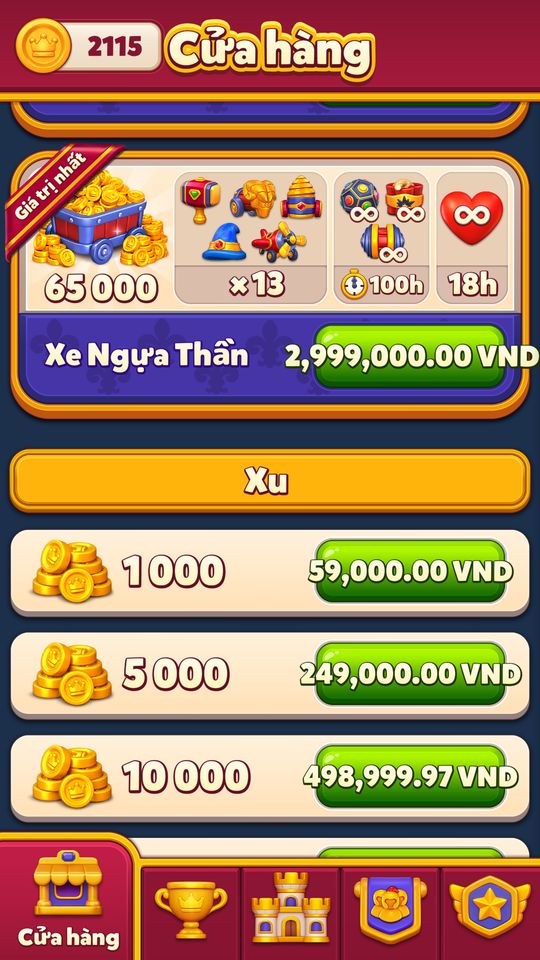 2115
Cửa hàng
Giá trị nhất
65 000
×13
100h
18h
Xe Ngựa Thần
2,999,000.00 VND
Xu
1 000
59,000.00 VND
5 000
249,000.00 VND
10 000
498,999.97 VND
Cửa hàng